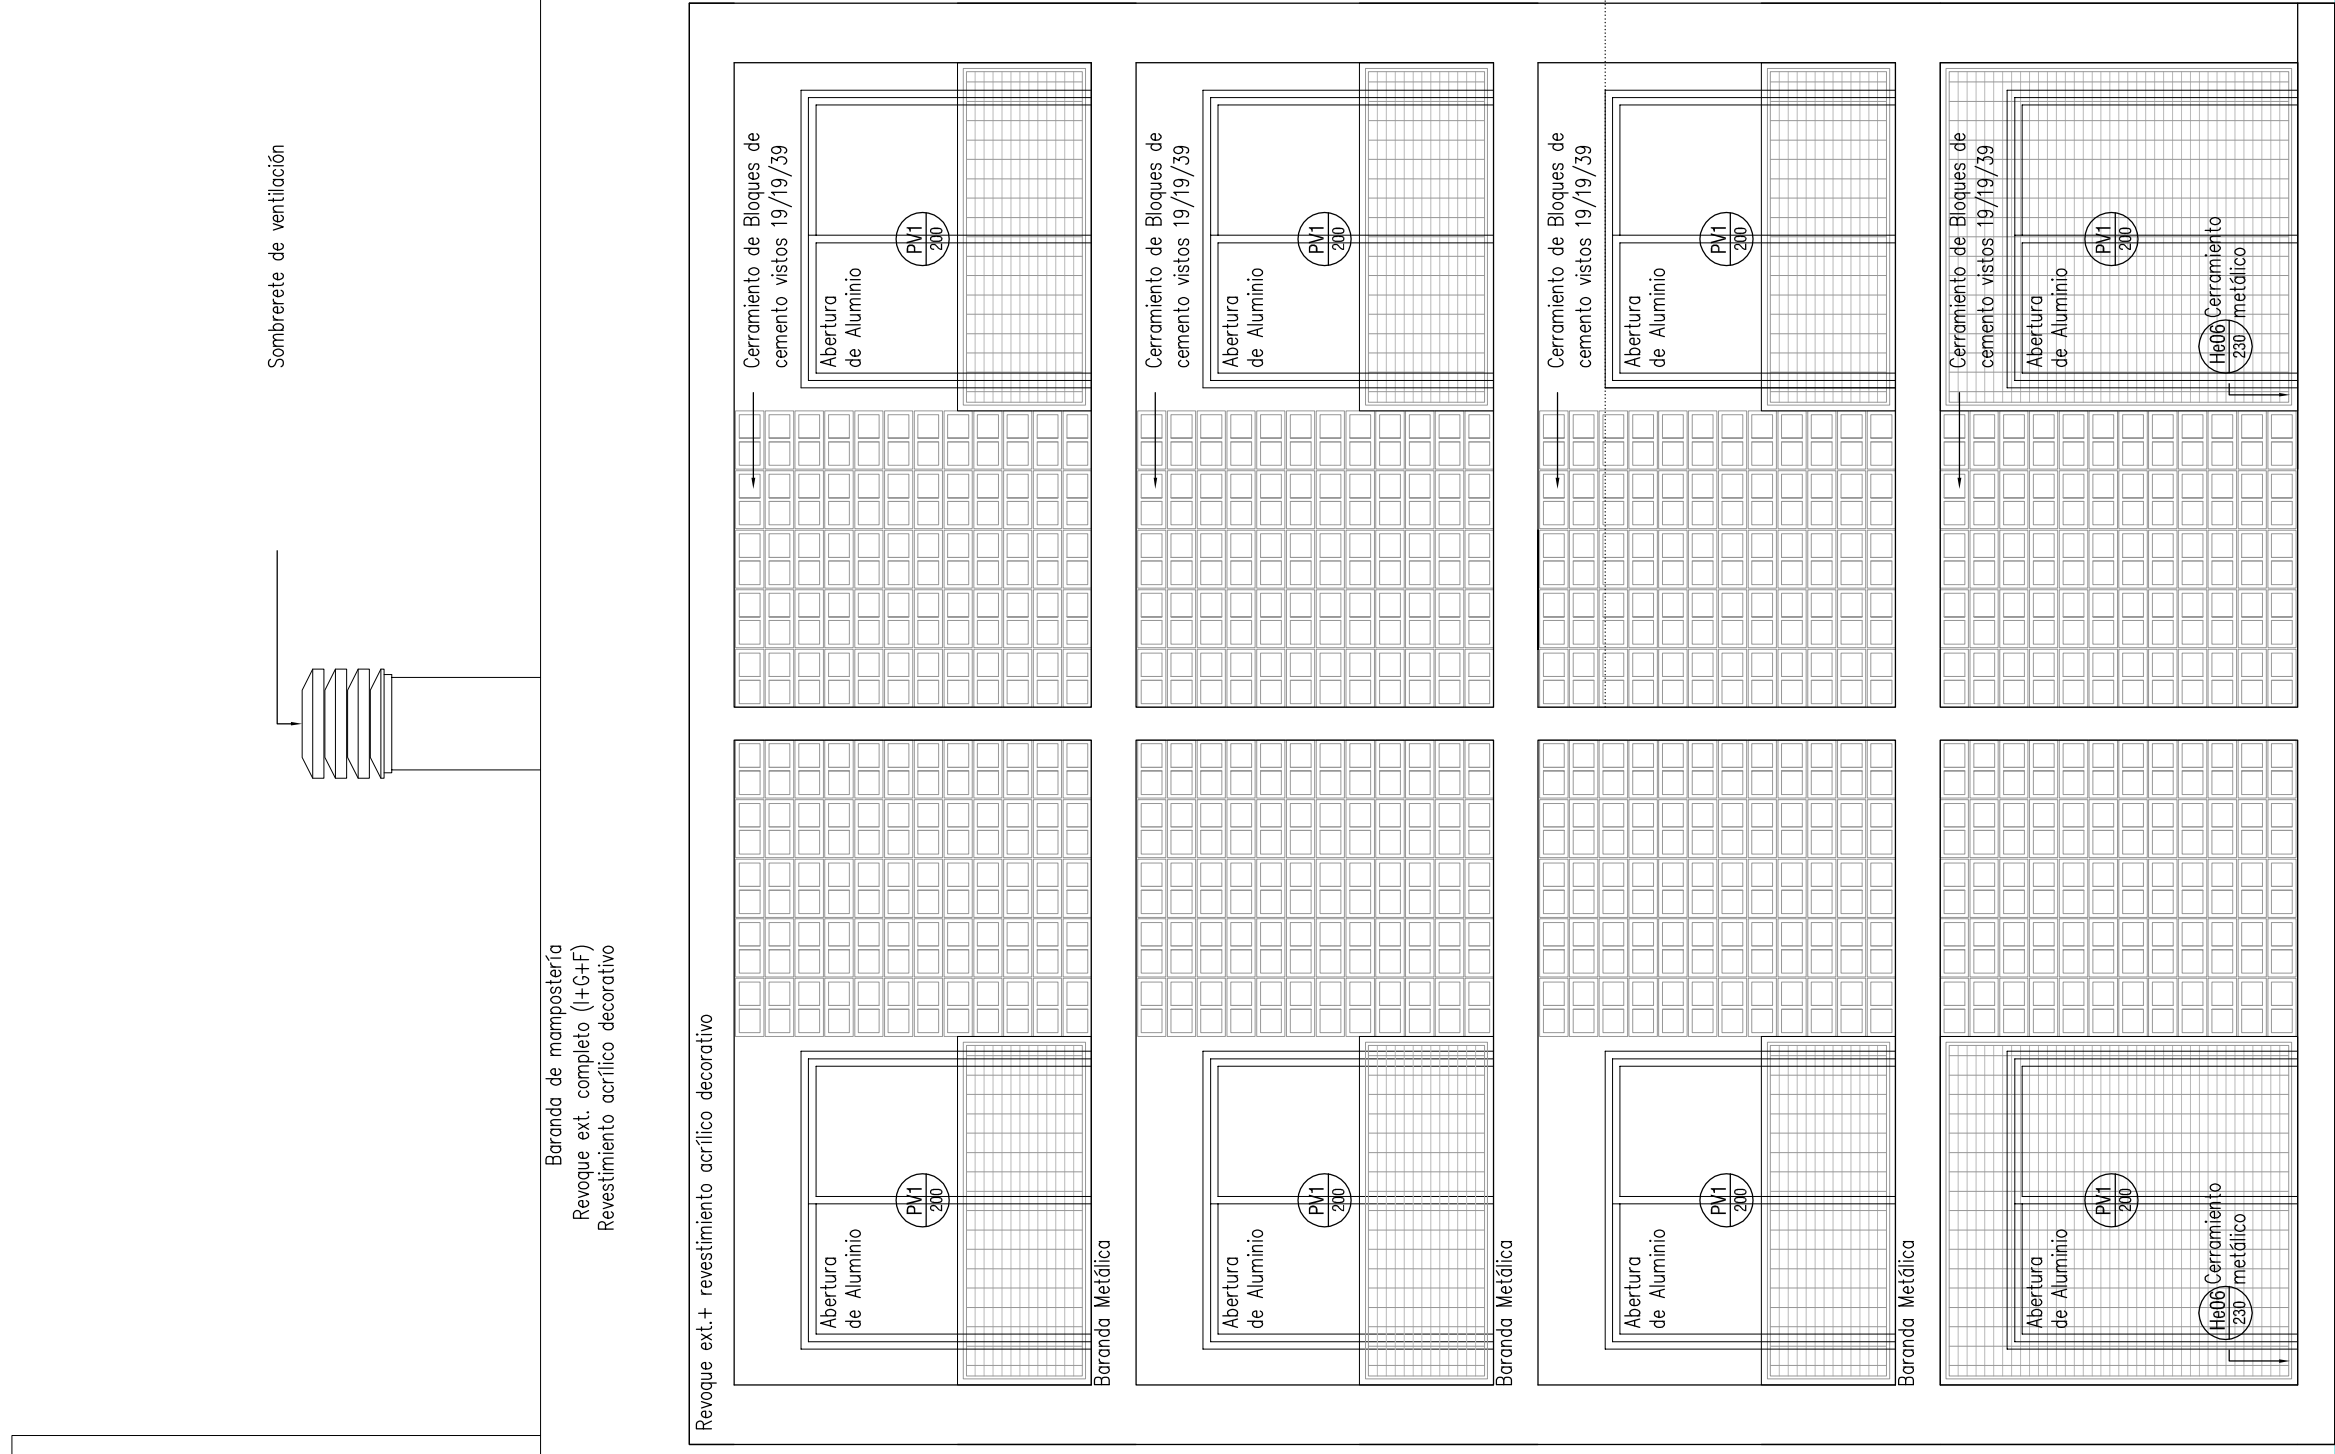 Sombrerete de ventilación
Baranda de mampostería
Revoque ext. completo (I+G+F)
Revestimiento acrílico decorativo
Revoque ext.+ revestimiento acrílico decorativo
Abertura
de Aluminio
PV1
200
Baranda Metálica
Cerramiento de Bloques de
cemento vistos 19/19/39
Abertura
de Aluminio
PV1
200
Abertura
de Aluminio
PV1
200
Baranda Metálica
Cerramiento de Bloques de
cemento vistos 19/19/39
Abertura
de Aluminio
PV1
200
Abertura
de Aluminio
PV1
200
Baranda Metálica
Cerramiento de Bloques de
cemento vistos 19/19/39
Abertura
de Aluminio
PV1
200
Abertura
de Aluminio
PV1
200
He06
230
Cerramiento
metálico
Cerramiento de Bloques de
cemento vistos 19/19/39
Abertura
de Aluminio
PV1
200
He06
230
Cerramiento
metálico